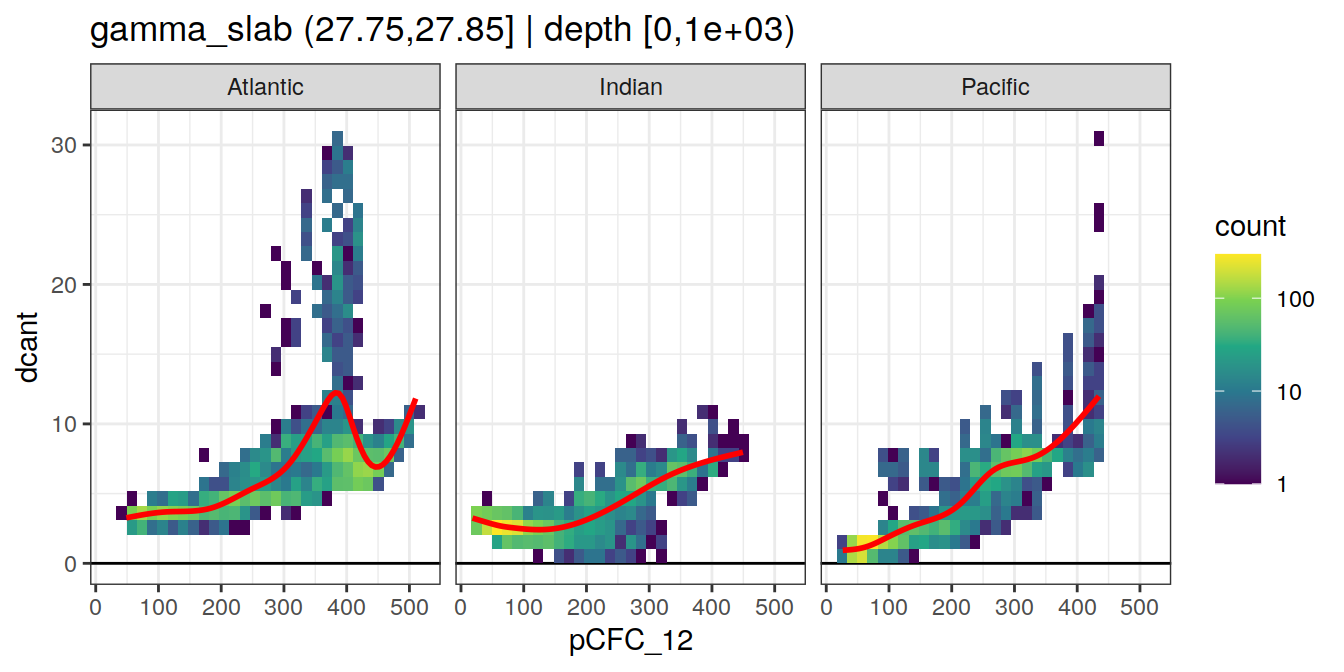 gamma_slab (27.75,27.85] | depth [0,1e+03)
Atlantic Indian Pacific
dcant
30
20
10
0
0 100 200 300 400 500 0 100 200 300 400 500 0 100 200 300 400 500
pCFC_12
count
100
10
1